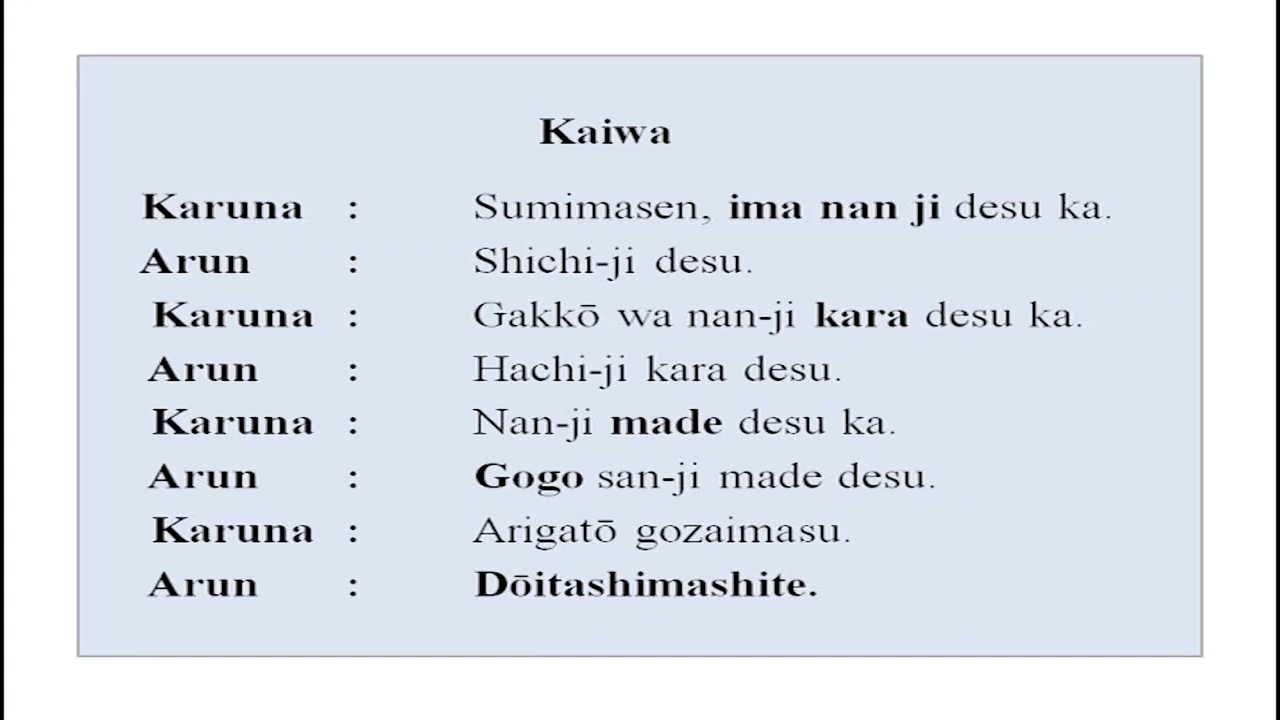 Kaiwa
Karuna : Sumimasen, ima nan ji desu ka.
Arun : Shichi-ji desu.
Karuna : Gakkō wa nan-ji kara desu ka.
Arun : Hachi-ji kara desu.
Karuna : Nan-ji made desu ka.
Arun : Gogo san-ji made desu.
Karuna : Arigatō gozaimasu.
Arun : Dōitashimashite.